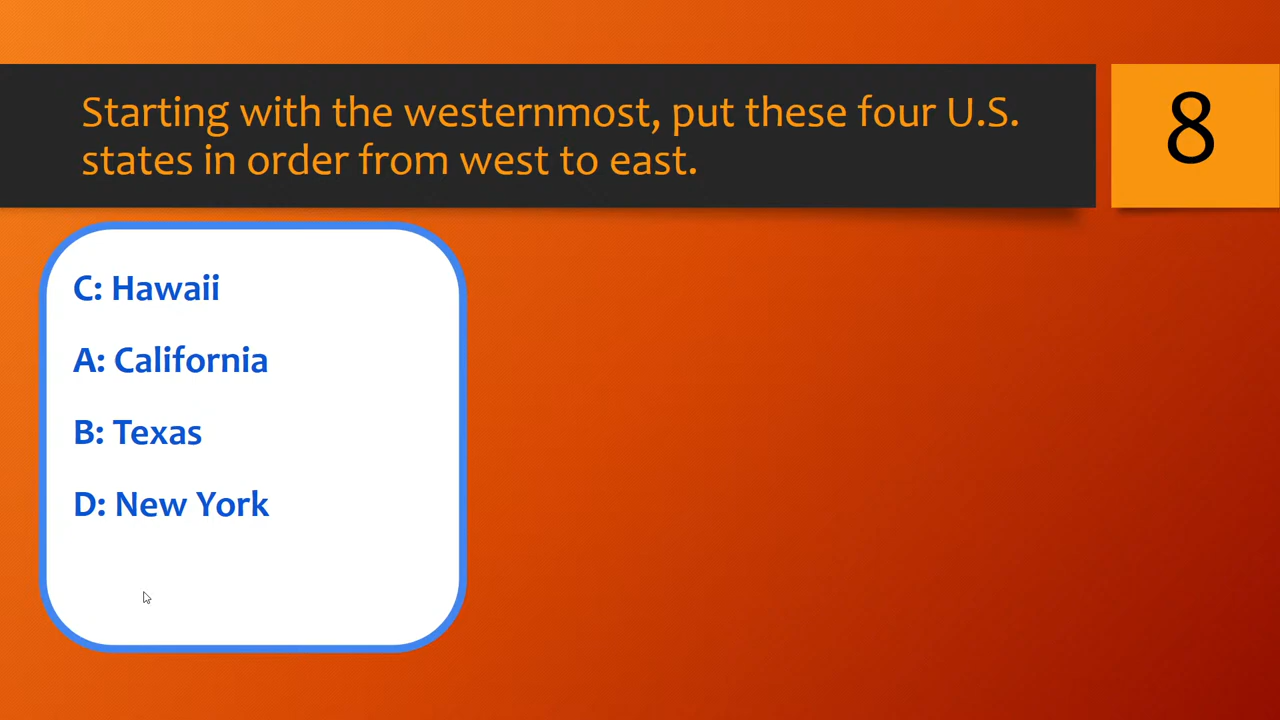 Starting with the westernmost, put these four U.S.
states in order from west to east.
8
C: Hawaii
A: California
B: Texas
D: New York